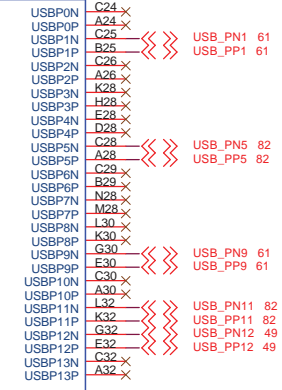 USBP0N C24
USBP0P A24
USBP1N C25 USB_PN1 61
USBP1P B25 USB_PP1 61
USBP2N C26
USBP2P A26
USBP3N K28
USBP3P H28
USBP4N E28
USBP4P D28
USBP5N C28 USB_PN5 82
USBP5P A28 USB_PP5 82
USBP6N C29
USBP6P B29
USBP7N N28
USBP7P M28
USBP8N L30
USBP8P K30
USBP9N G30 USB_PN9 61
USBP9P E30 USB_PP9 61
USBP10N C30
USBP10P A30
USBP11N L32 USB_PN11 82
USBP11P K32 USB_PP11 82
USBP12N G32 USB_PN12 49
USBP12P E32 USB_PP12 49
USBP13N C32
USBP13P A32